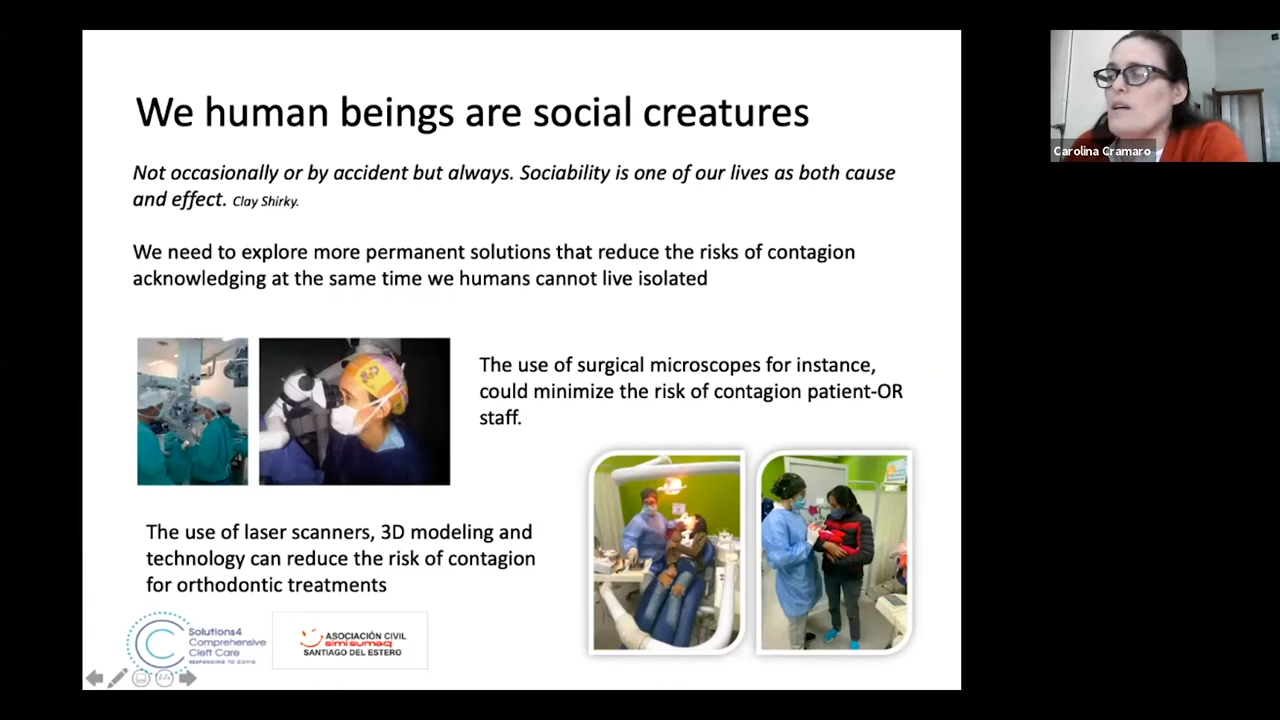 We human beings are social creatures
Not occasionally or by accident but always. Sociability is one of our lives as both cause
and effect. Clay Shirky.
We need to explore more permanent solutions that reduce the risks of contagion
acknowledging at the same time we humans cannot live isolated
The use of surgical microscopes for instance,
could minimize the risk of contagion patient-OR
staff.
The use of laser scanners, 3D modeling and
technology can reduce the risk of contagion
for orthodontic treatments
Solutions4
Comprehensive
Cleft Care
RESPONDING TO COVID
ASOCIACIÓN CIVIL
simisumaq
SANTIAGO DEL ESTERO
Carolina Cramaro